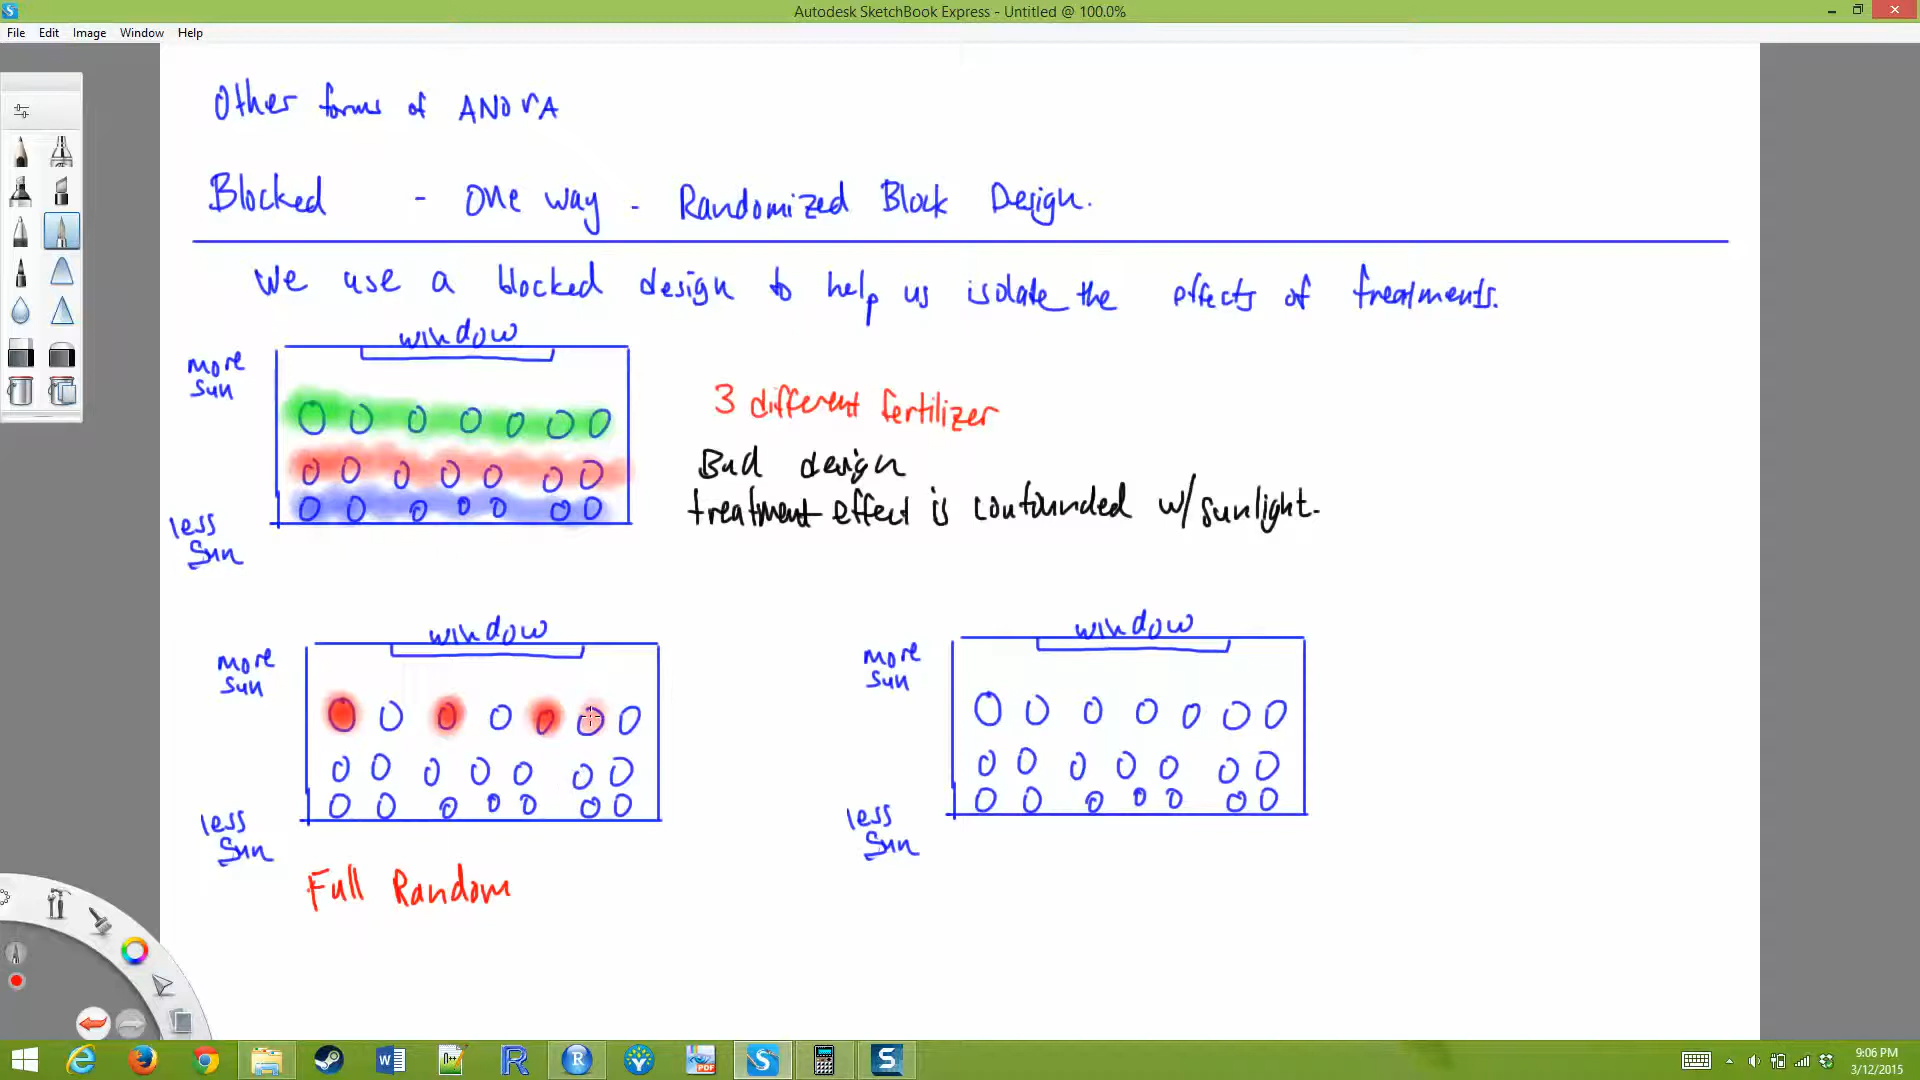 Autodesk SketchBook Express - Untitled @ 100.0%
File Edit Image Window Help
Other forms of ANOVA
Blocked - One way - Randomized Block Design.
We use a blocked design to help us isolate the effects of treatments.
window
more
sun
less
sun
3 different fertilizer
Bad design
treatment effect is confounded w/ sunlight.
window
more
sun
less
sun
Full Random
window
more
sun
less
sun
9:06 PM
3/12/2015